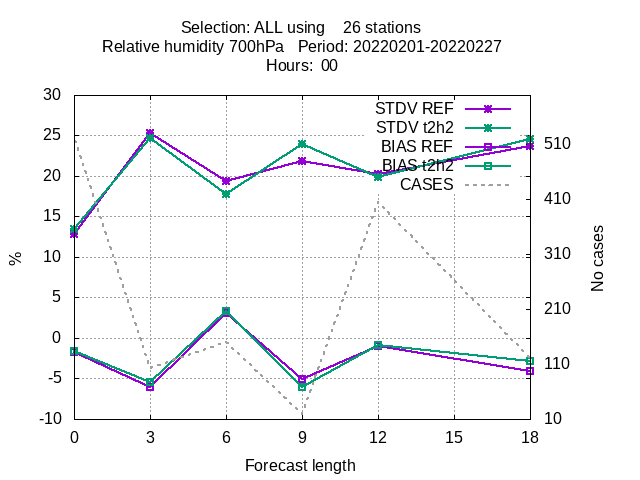 Selection: ALL using    26 stations
Relative humidity 700hPa   Period: 20220201-20220227
Hours:  00
30
25
20
15
10
5
0
-5
-10
%
STDV REF
STDV t2h2
BIAS REF
BIAS t2h2
CASES
510
410
310
210
110
10
No cases
0 3 6 9 12 15 18
Forecast length